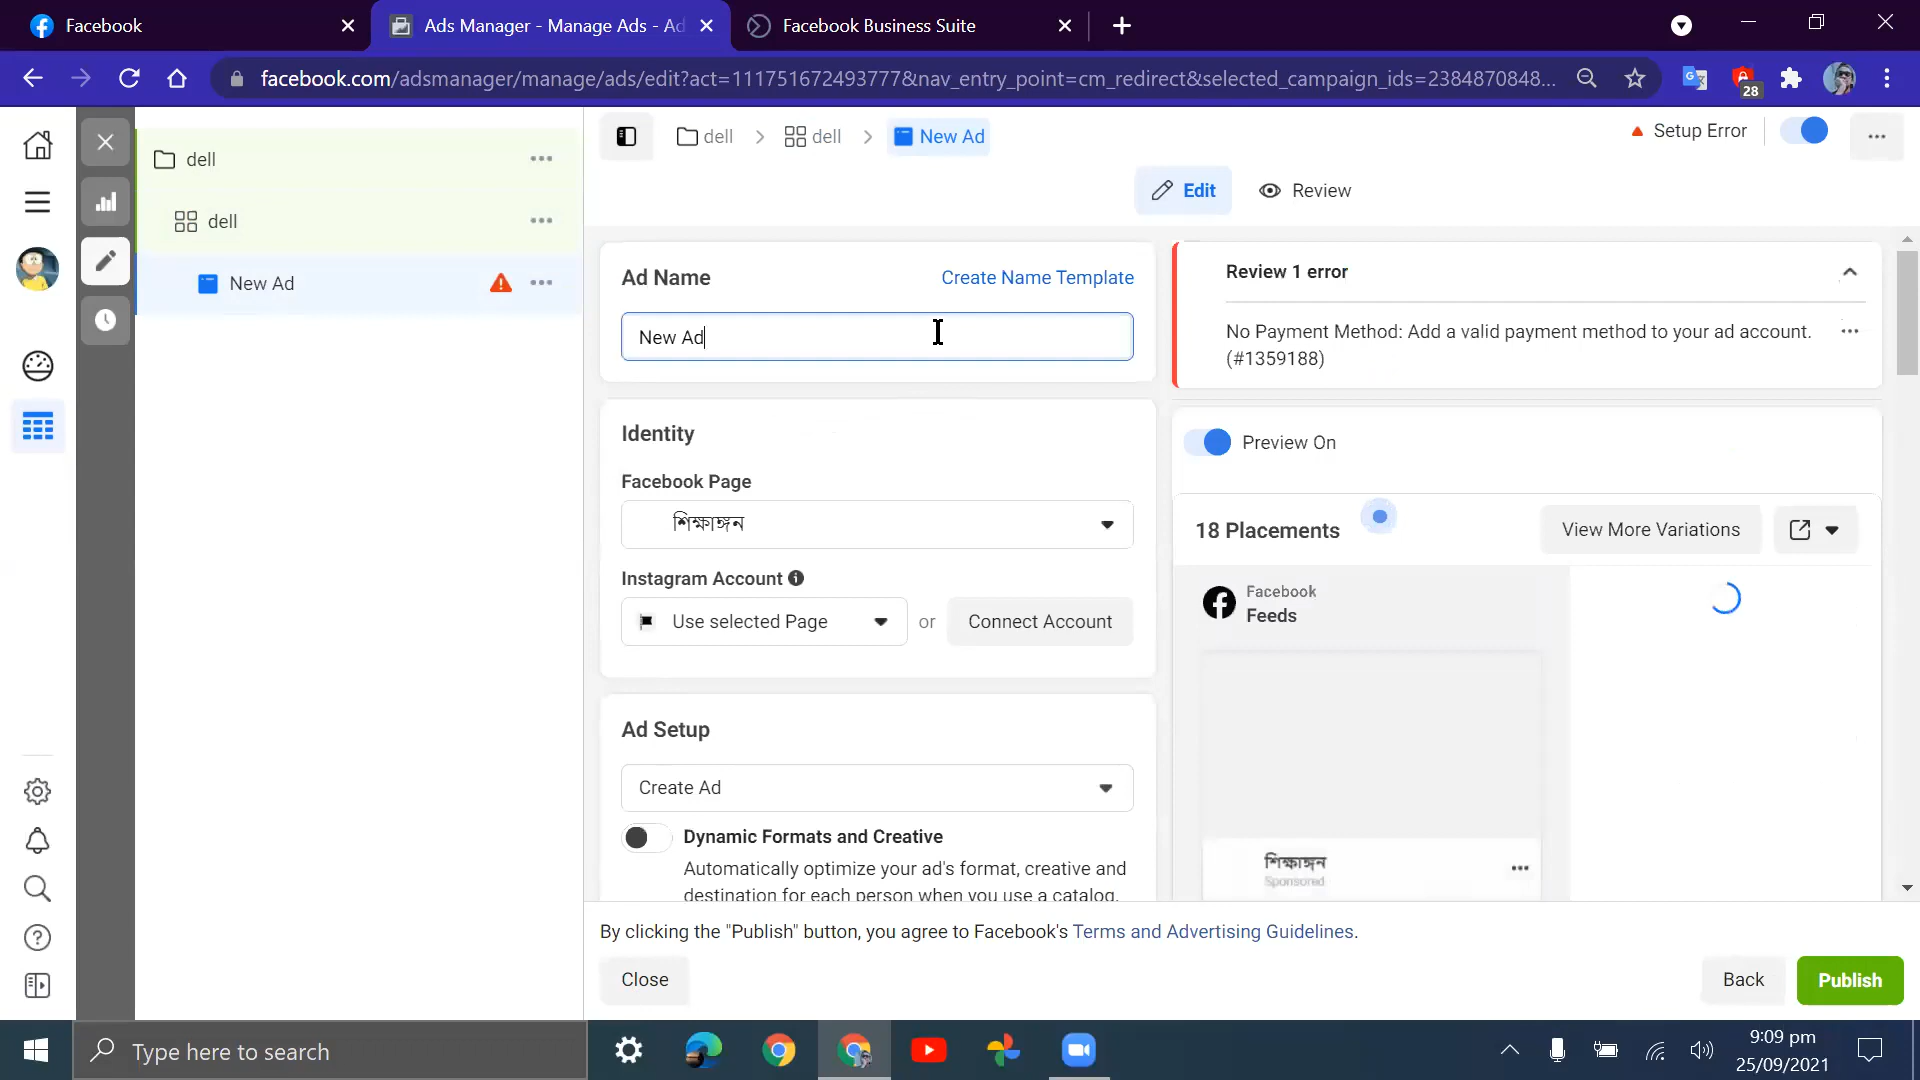 Facebook
Ads Manager - Manage Ads - Ad
Facebook Business Suite
facebook.com/adsmanager/manage/ads/edit?act=111751672493777&nav_entry_point=cm_redirect&selected_campaign_ids=2384870848...
28
dell
dell
New Ad
dell
dell
New Ad
Setup Error
Edit
Review
Ad Name
Create Name Template
New Ad
Identity
Facebook Page
শিক্ষাঙ্গন
Instagram Account
Use selected Page
or
Connect Account
Ad Setup
Create Ad
Dynamic Formats and Creative
Automatically optimize your ad's format, creative and
destination for each person when you use a catalog.
Review 1 error
No Payment Method: Add a valid payment method to your ad account.
(#1359188)
Preview On
18 Placements
View More Variations
Facebook
Feeds
শিক্ষাঙ্গন
Sponsored
By clicking the "Publish" button, you agree to Facebook's Terms and Advertising Guidelines.
Close
Back
Publish
Type here to search
9:09 pm
25/09/2021